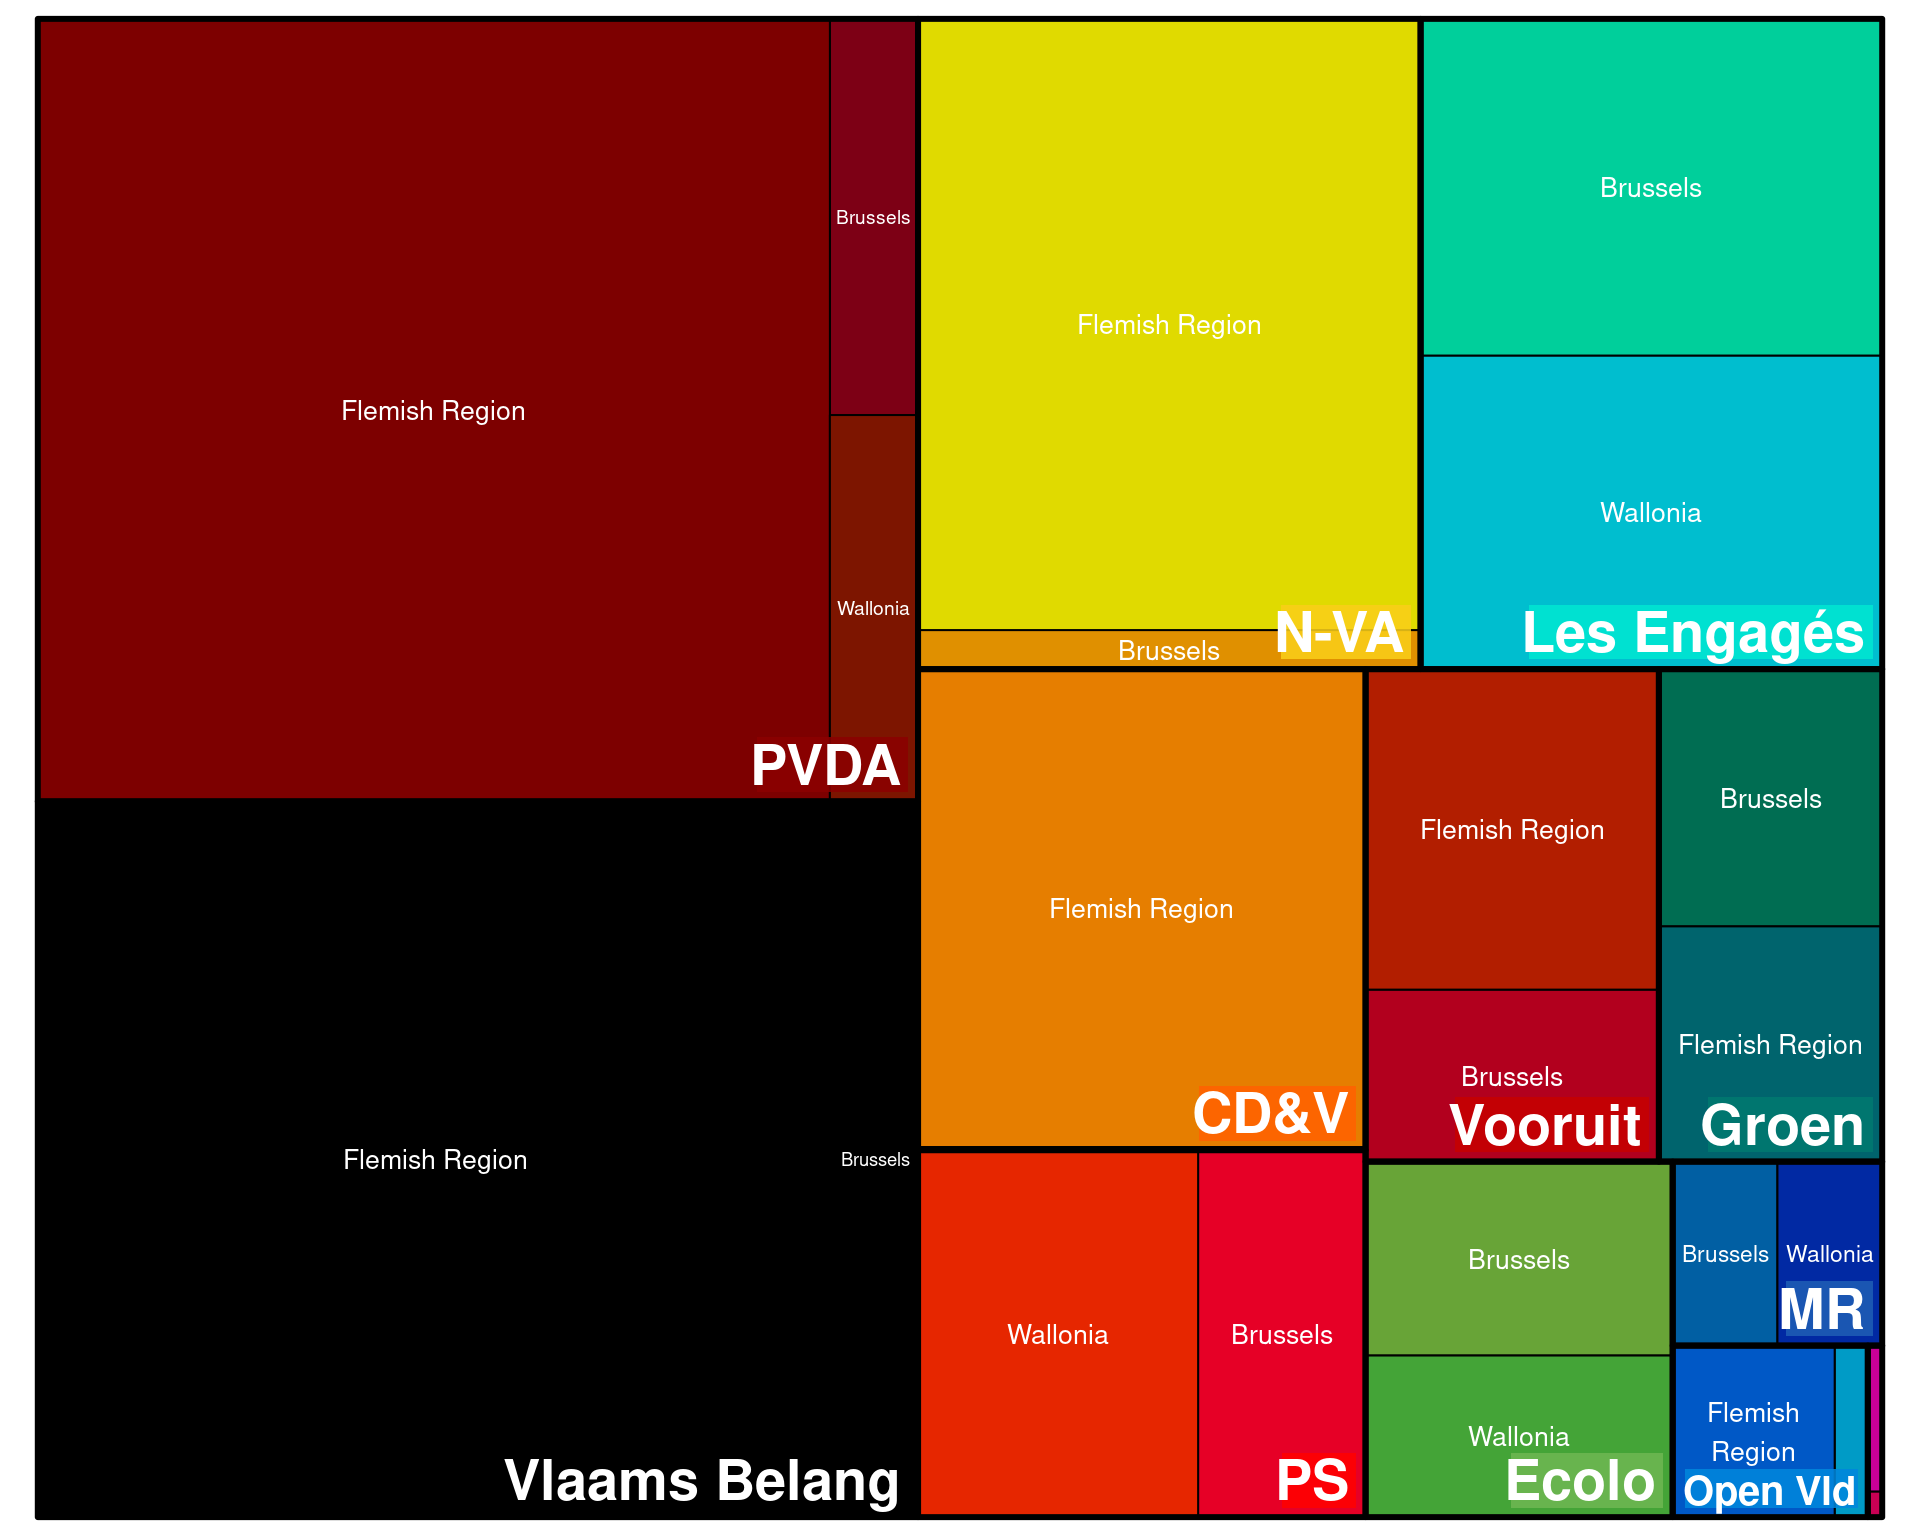 Flemish Region
Brussels
Wallonia
PVDA
Flemish Region
Brussels
Vlaams Belang
Flemish Region
Brussels
N-VA
Brussels
Wallonia
Les Engagés
Flemish Region
CD&V
Flemish Region
Brussels
Vooruit
Brussels
Flemish Region
Groen
Wallonia
Brussels
PS
Brussels
Wallonia
Ecolo
Brussels
Wallonia
MR
Flemish
Region
Open Vld